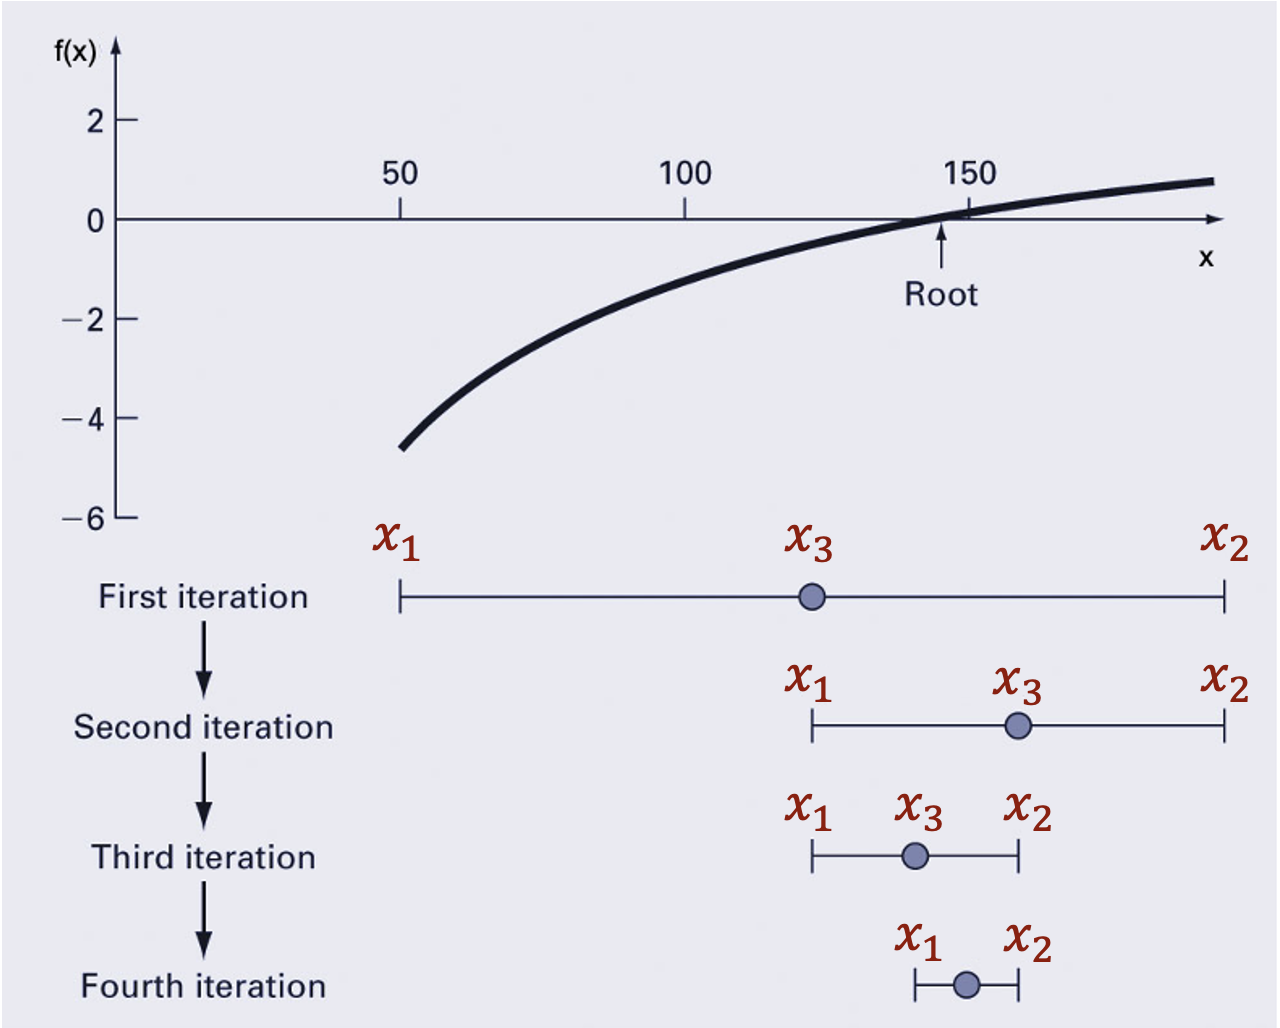 f(x)
2
50 100 150
0
x
Root
−2
−4
−6
x₁ x₃ x₂
First iteration
x₁ x₃ x₂
Second iteration
x₁ x₃ x₂
Third iteration
x₁ x₂
Fourth iteration